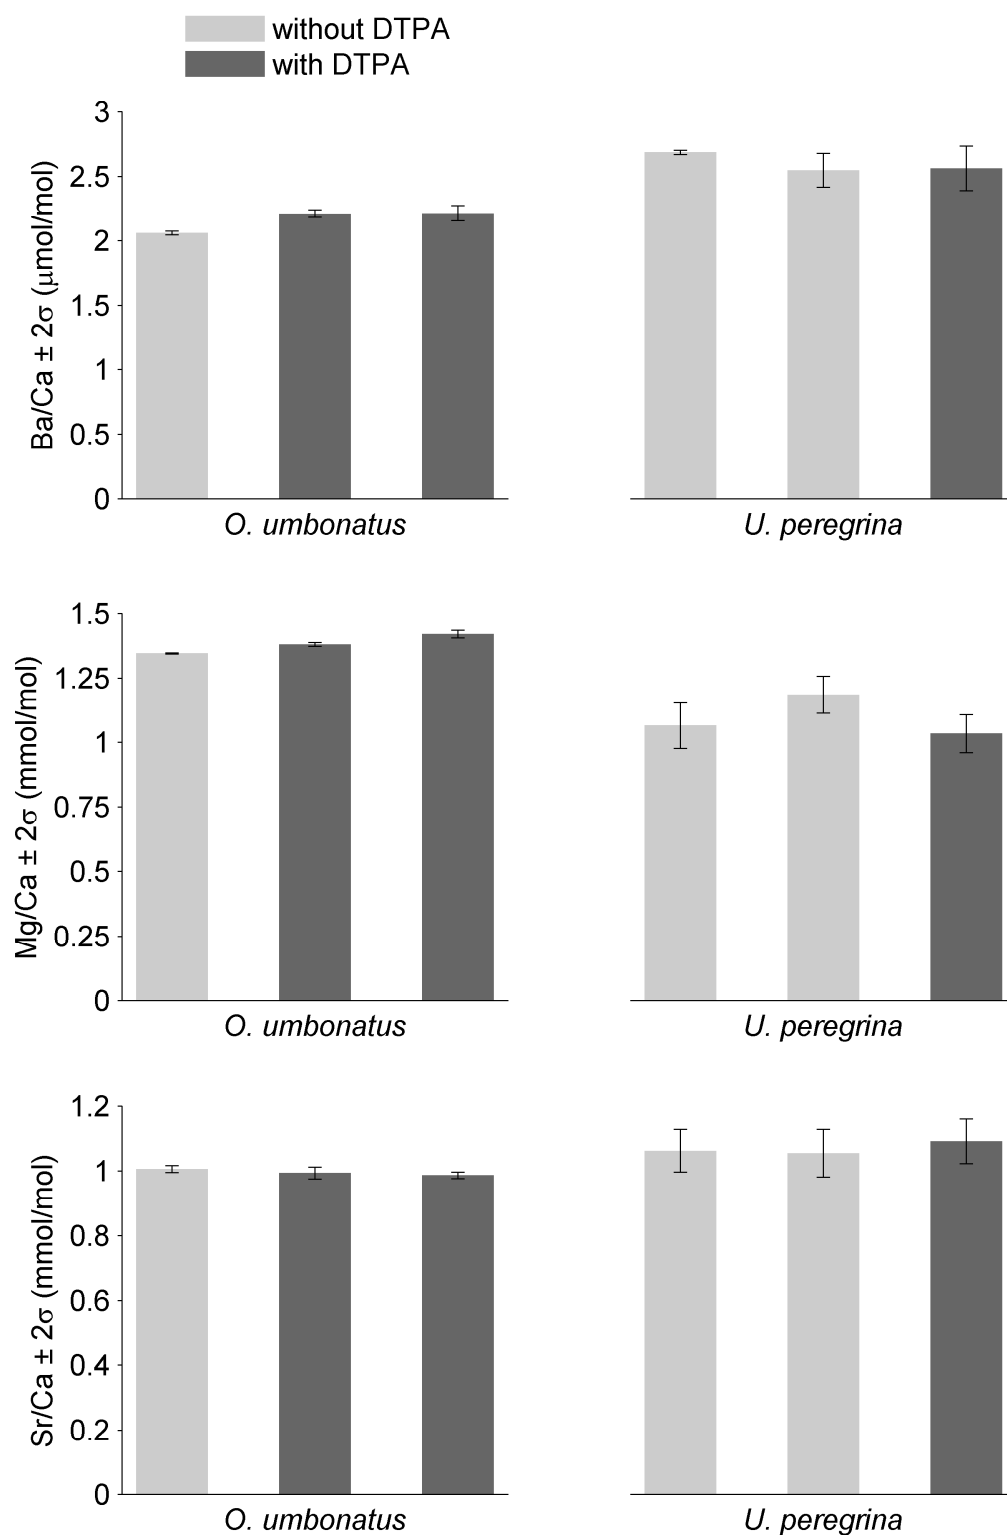 without DTPA
with DTPA
Ba/Ca ± 2σ (μmol/mol)
3
2.5
2
1.5
1
0.5
0
O. umbonatus
U. peregrina
Mg/Ca ± 2σ (mmol/mol)
1.5
1.25
1
0.75
0.5
0.25
0
O. umbonatus
U. peregrina
Sr/Ca ± 2σ (mmol/mol)
1.2
1
0.8
0.6
0.4
0.2
0
O. umbonatus
U. peregrina